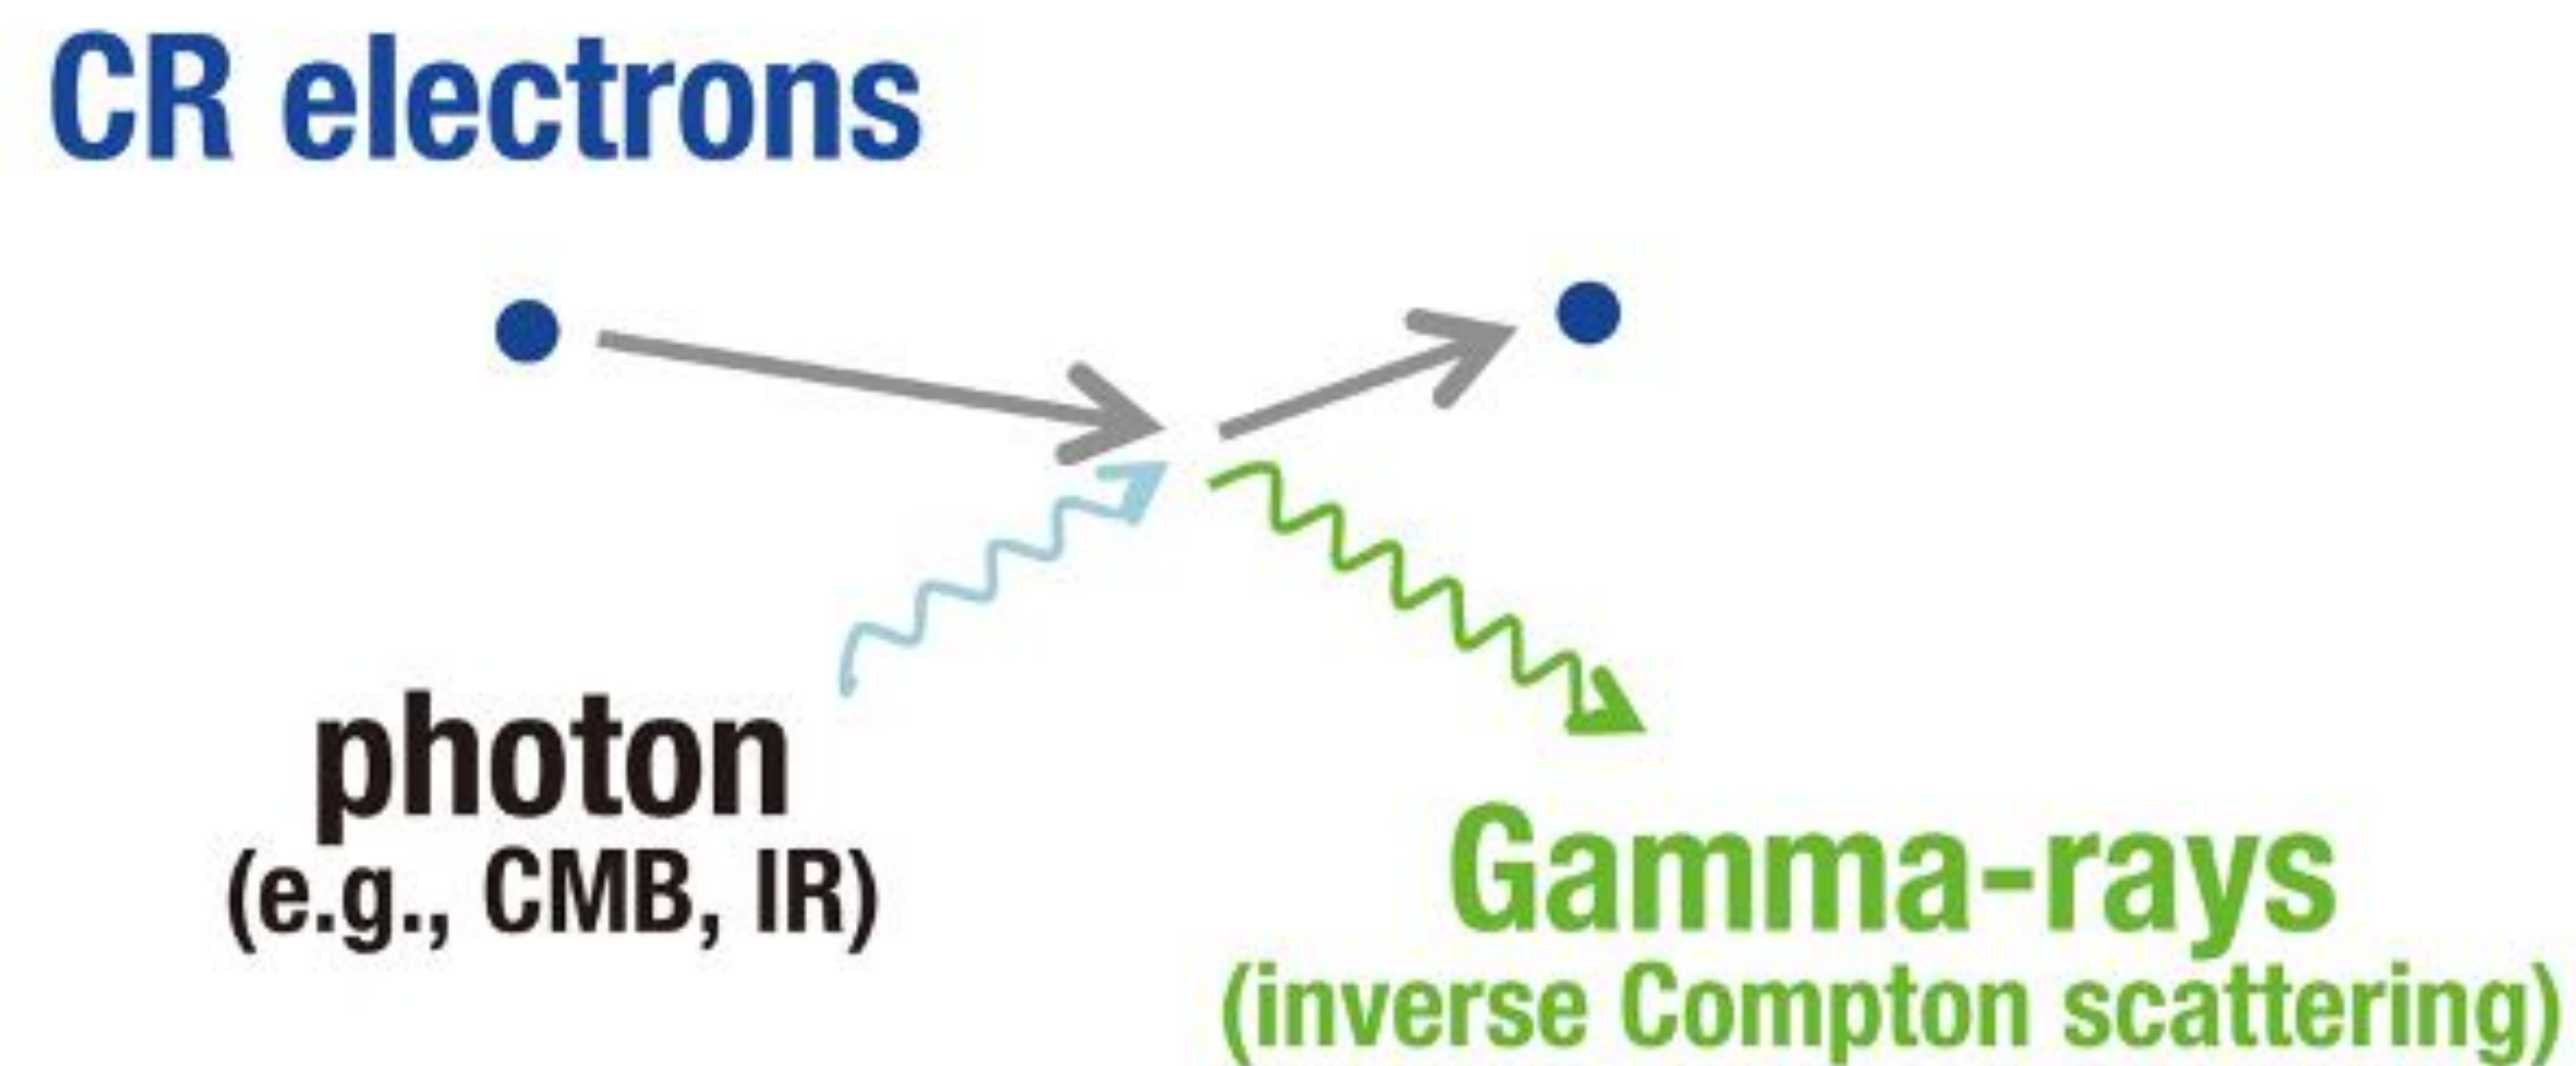 CR electrons
photon
(e.g., CMB, IR)
Gamma-rays
(inverse Compton scattering)